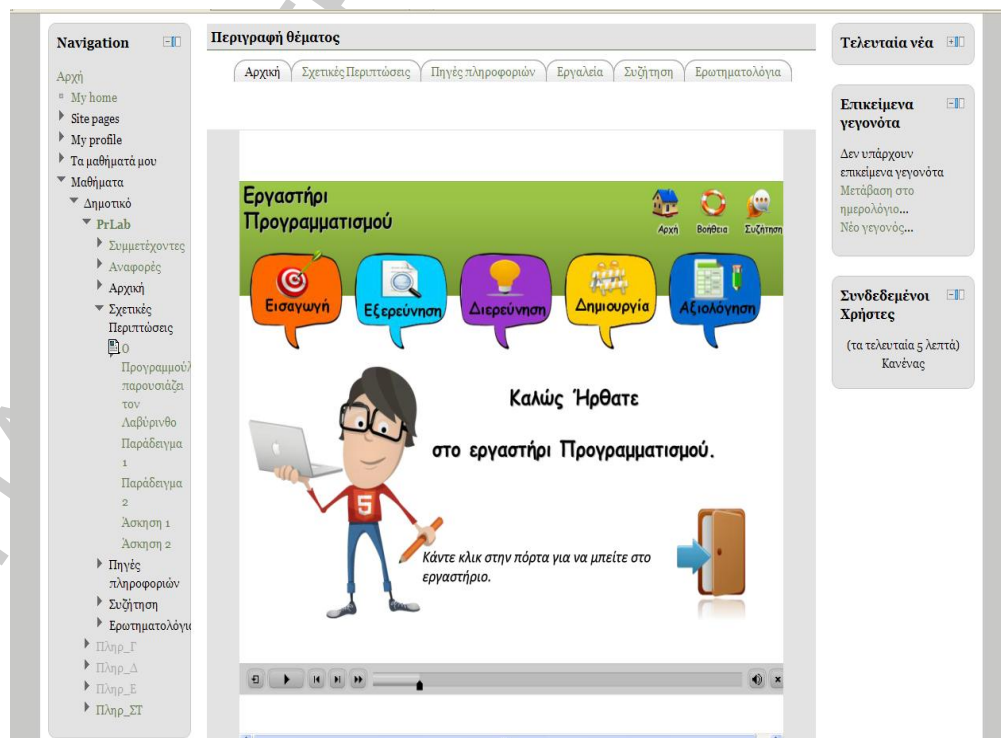 Navigation
Αρχή
My home
Site pages
My profile
Τα μαθήματά μου
Μαθήματα
Δημοτικό
PrLab
Συμμετέχοντες
Αναφορές
Αρχική
Σχετικές
Περιπτώσεις
Ο
Προγραμμούλ
παρουσιάζει
τον
Λαβύρινθο
Παράδειγμα
1
Παράδειγμα
2
Άσκηση 1
Άσκηση 2
Πηγές
πληροφοριών
Συζήτηση
Ερωτηματολόγιο
Πληρ_Γ
Πληρ_Δ
Πληρ_Ε
Πληρ_ΣΤ
Περιγραφή θέματος
Αρχική Σχετικές Περιπτώσεις Πηγές πληροφοριών Εργαλεία Συζήτηση Ερωτηματολόγια
Εργαστήρι
Προγραμματισμού
Αρχή Βοήθεια Συζήτηση
Εισαγωγή Εξερεύνηση Διερεύνηση Δημιουργία Αξιολόγηση
Καλώς Ήρθατε
στο εργαστήρι Προγραμματισμού.
5
Κάντε κλικ στην πόρτα για να μπείτε στο
εργαστήριο.
Τελευταία νέα
Επικείμενα
γεγονότα
Δεν υπάρχουν
επικείμενα γεγονότα
Μετάβαση στο
ημερολόγιο...
Νέο γεγονός...
Συνδεδεμένοι
Χρήστες
(τα τελευταία 5 λεπτά)
Κανένας